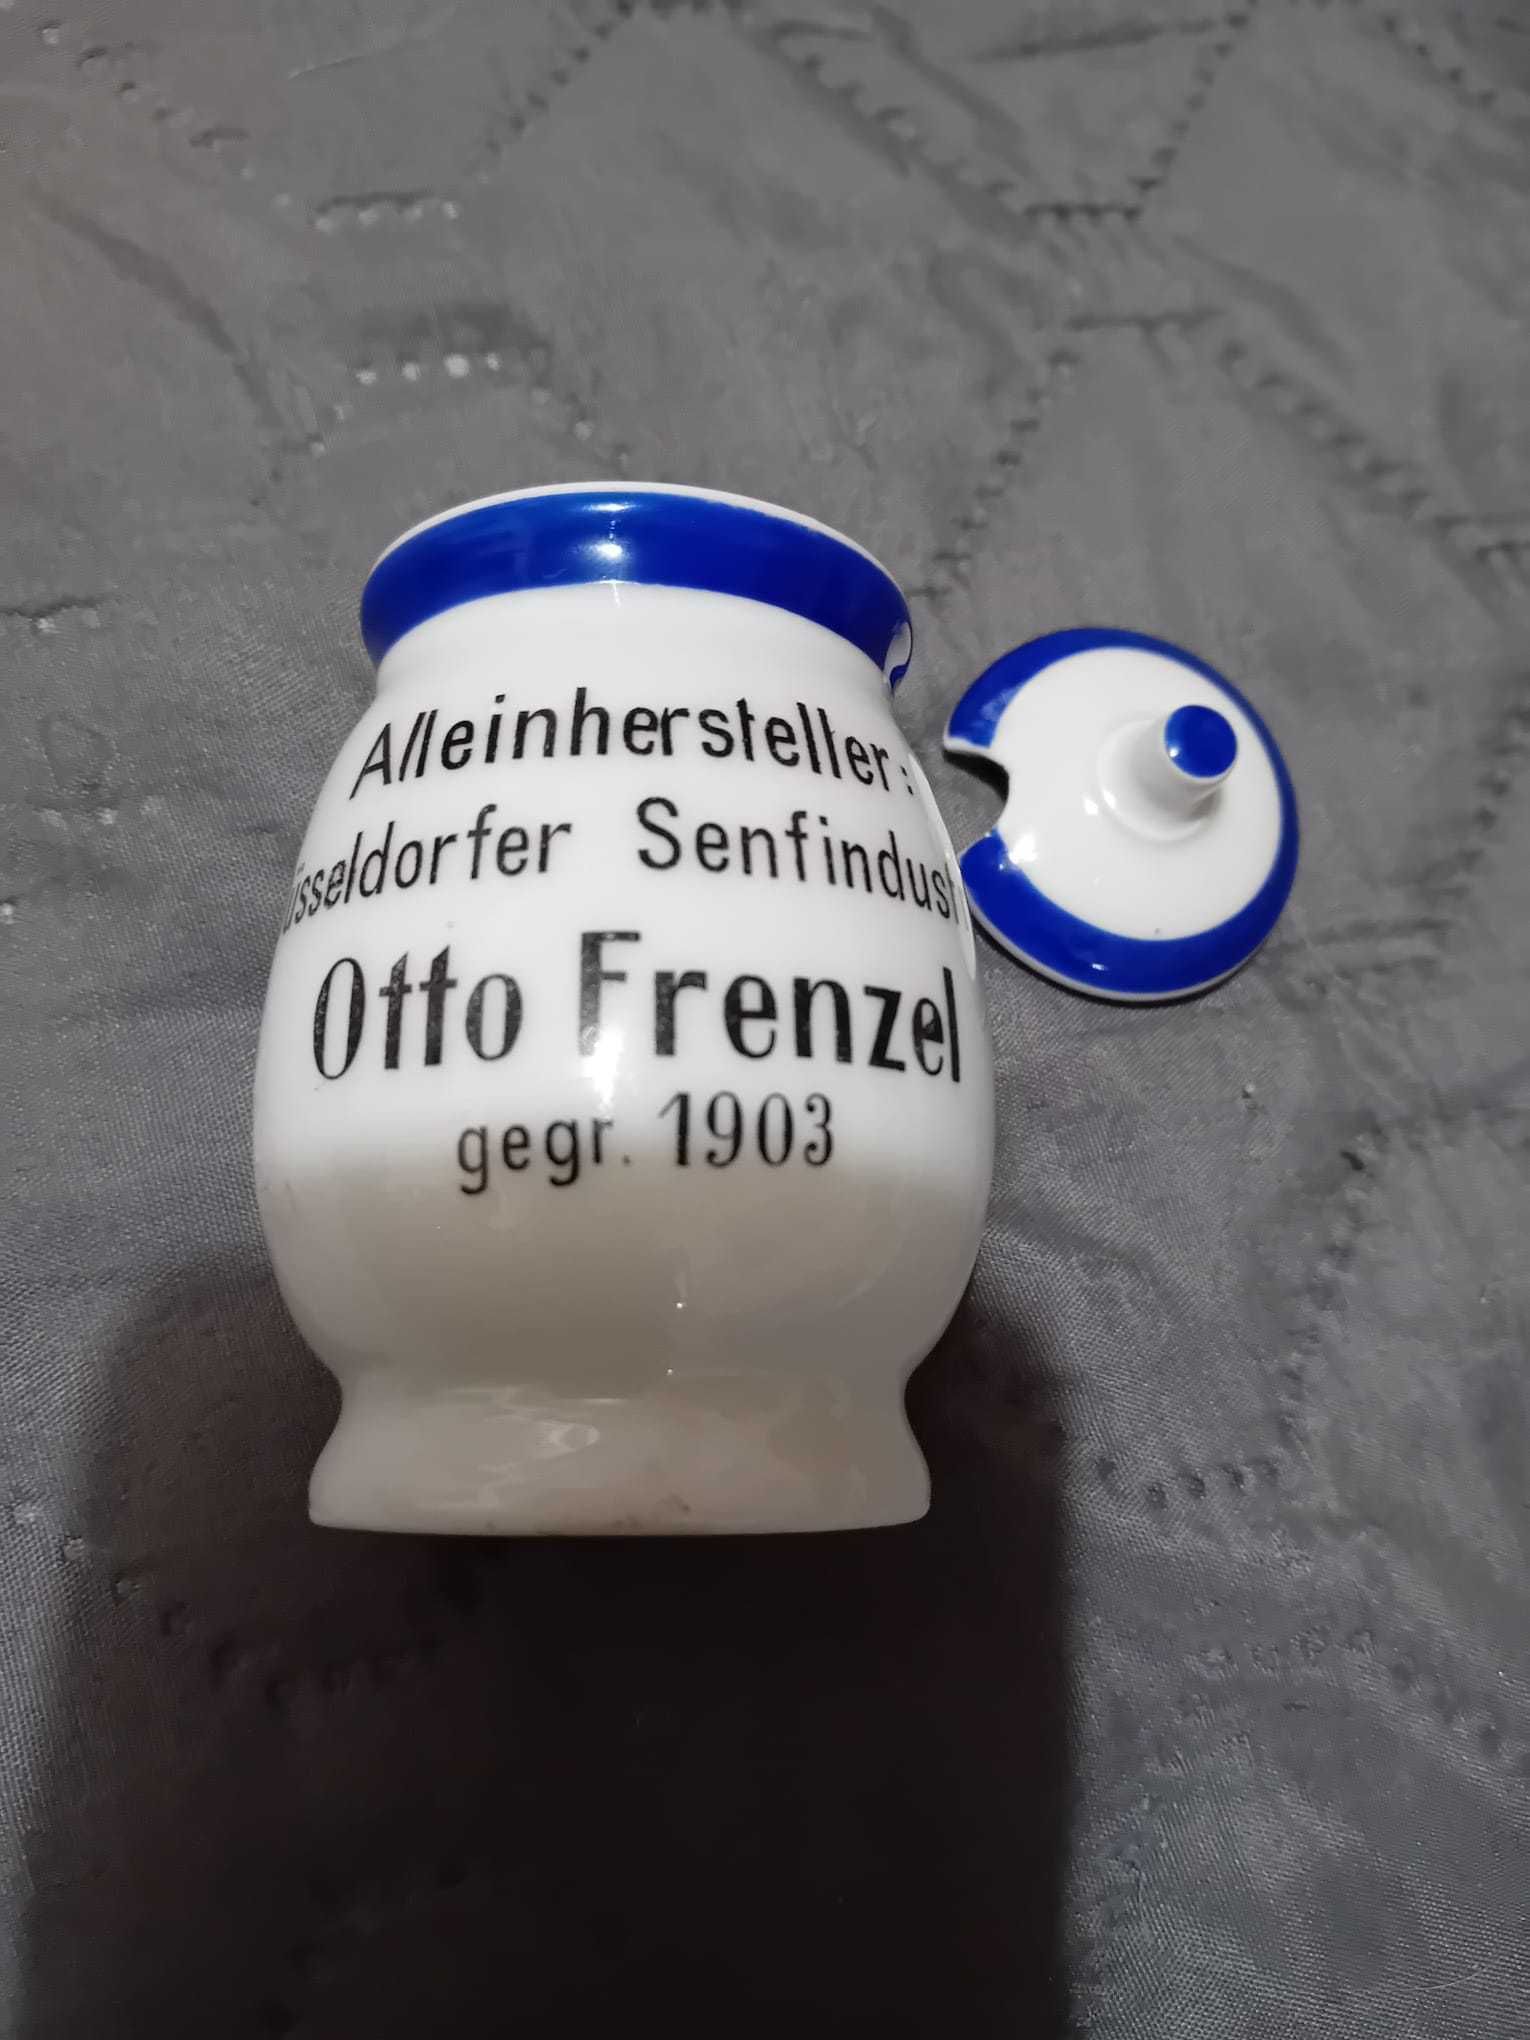 Alleinhersteller:
üsseldorfer Senfindust
Otto Frenzel
gegr. 1903